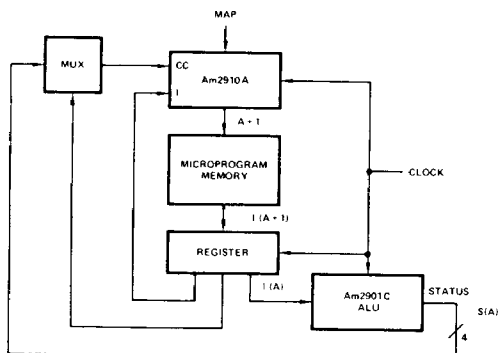 MAP
MUX
CC
Am2910A
I
A + 1
MICROPROGRAM
MEMORY
CLOCK
I (A + 1)
REGISTER
I (A)
Am2901C
ALU
STATUS
S(A)
4